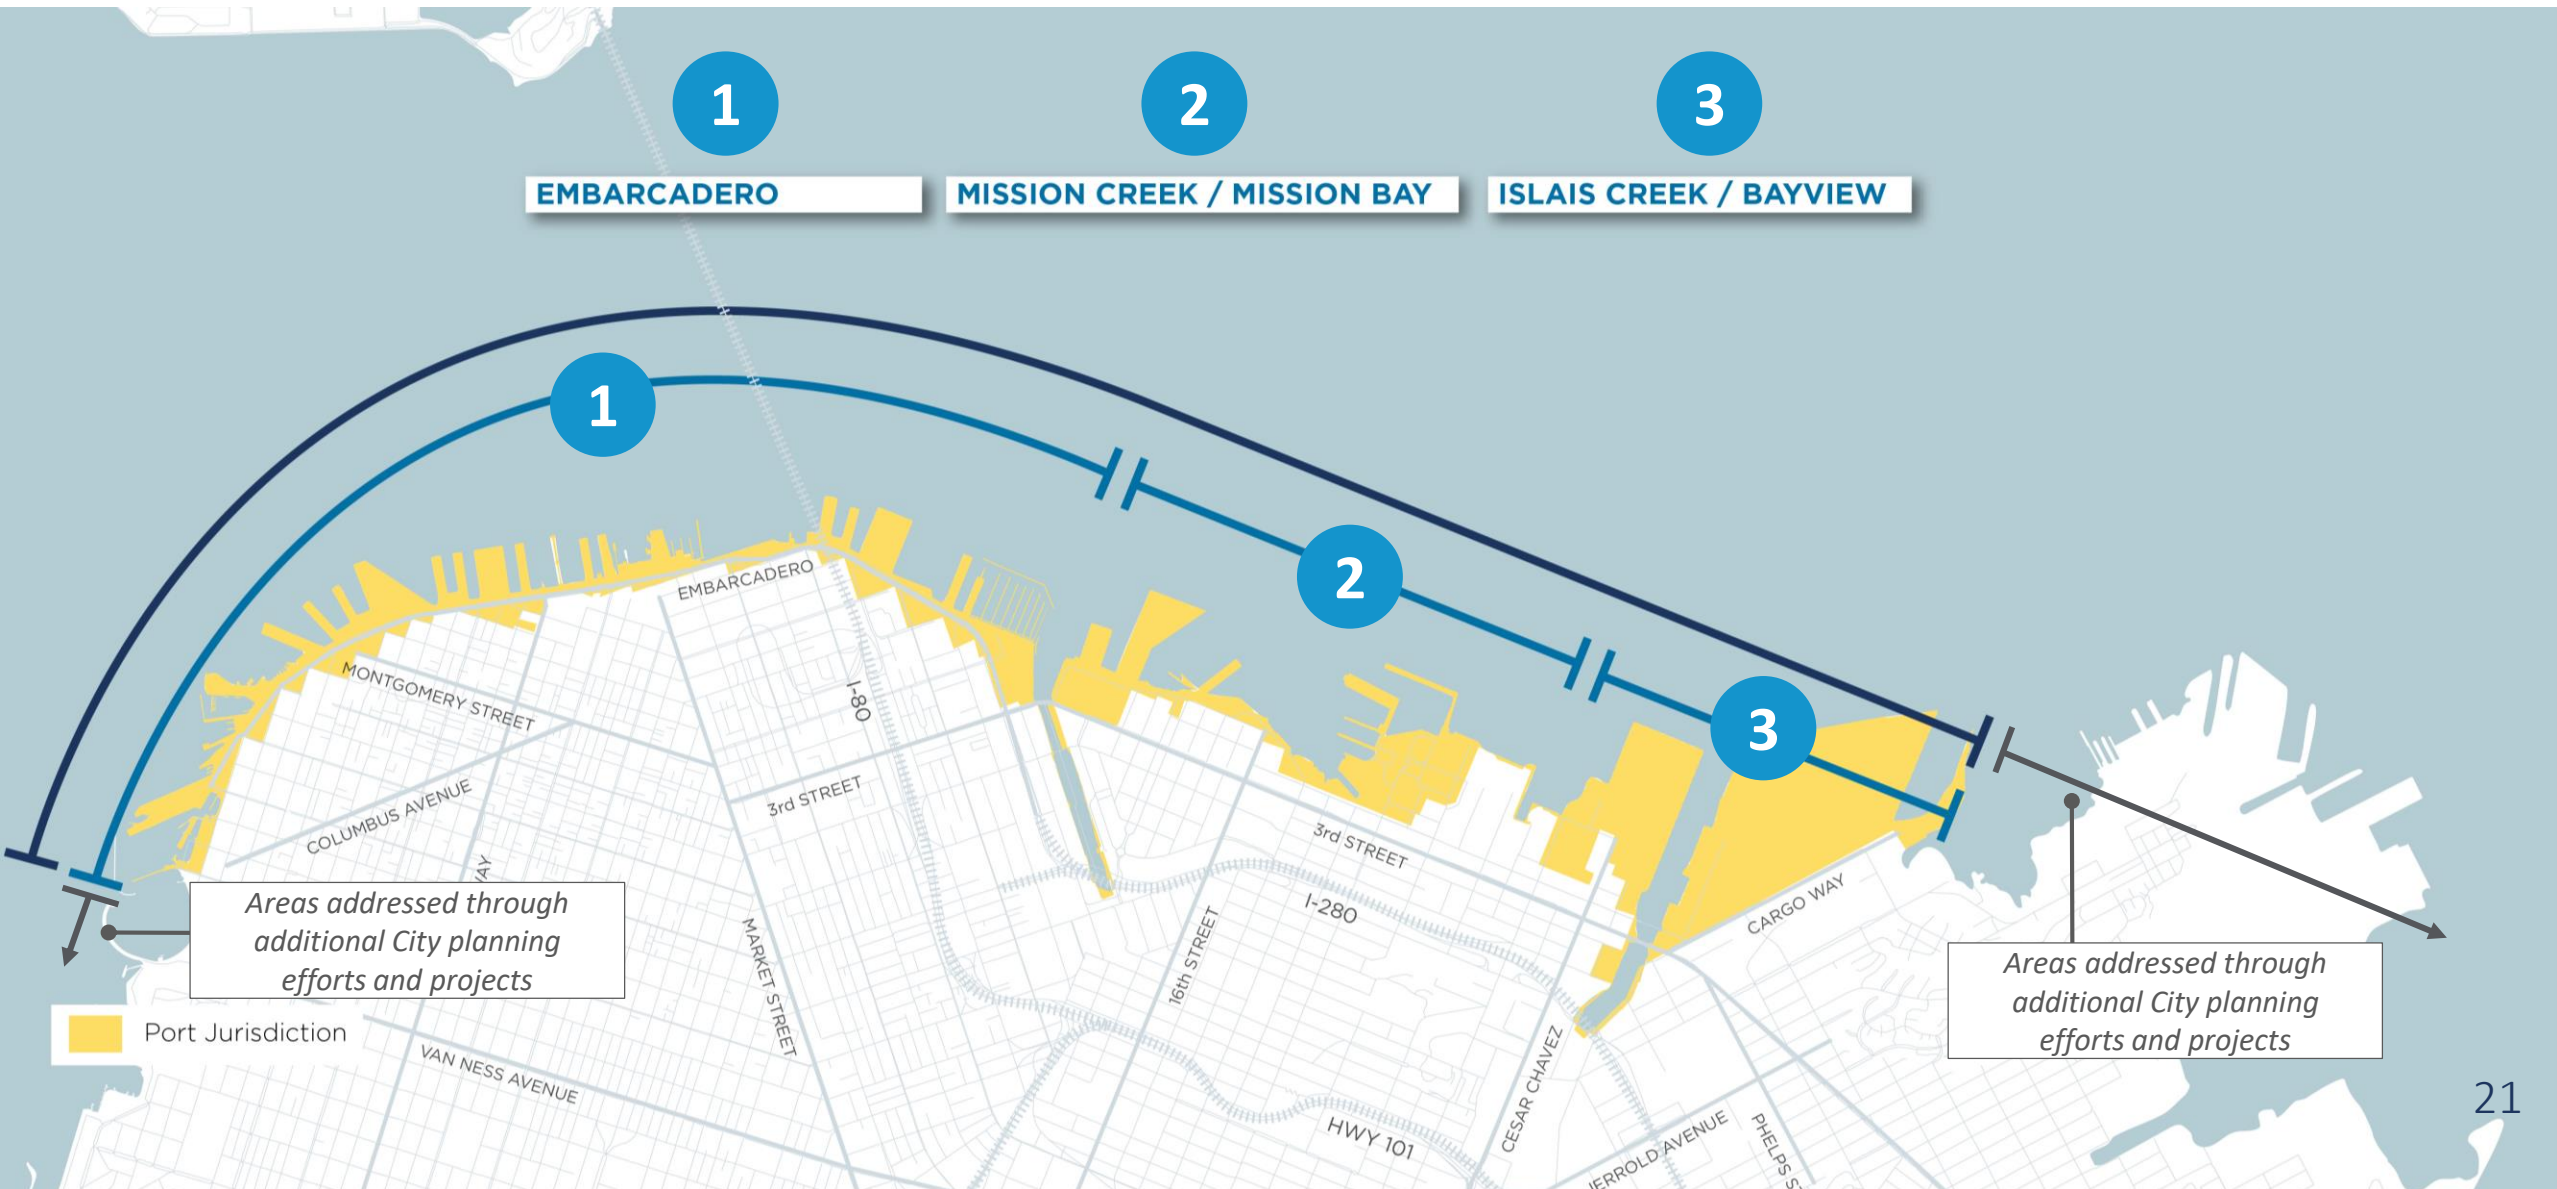 1
2
3
EMBARCADERO
MISSION CREEK / MISSION BAY
ISLAIS CREEK / BAYVIEW
1
2
3
EMBARCADERO
MONTGOMERY STREET
I-80
COLUMBUS AVENUE
3rd STREET
3rd STREET
I-280
CARGO WAY
MARKET STREET
16th STREET
Areas addressed through
additional City planning
efforts and projects
Areas addressed through
additional City planning
efforts and projects
Port Jurisdiction
VAN NESS AVENUE
HWY 101
CESAR CHAVEZ
JERROLD AVENUE
PHELPS
21